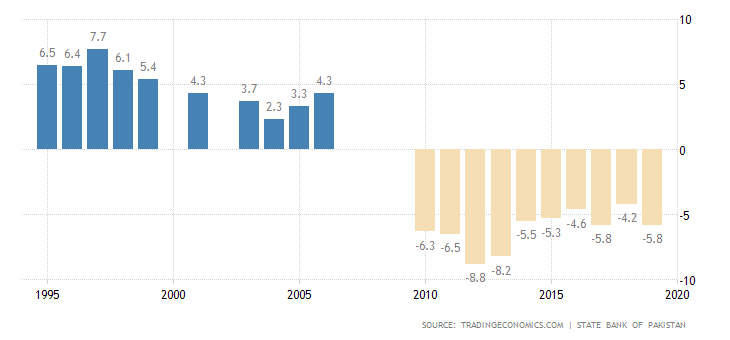 7.7
6.5 6.4 6.1 5.4 4.3 3.7 2.3 3.3 4.3
10
5
0
-5
-10
-6.3 -6.5 -8.8 -8.2 -5.5 -5.3 -4.6 -5.8 -4.2 -5.8
1995 2000 2005 2010 2015 2020
SOURCE: TRADINGECONOMICS.COM | STATE BANK OF PAKISTAN